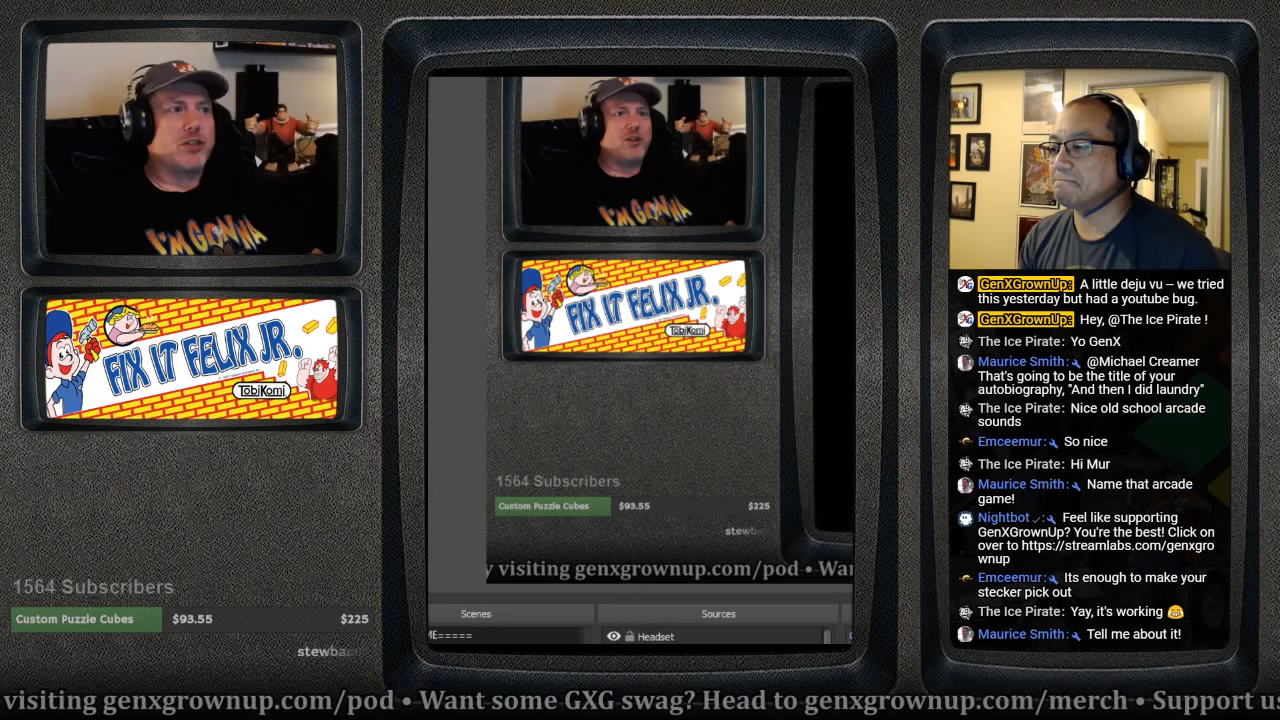 I'M GONNA
FIX IT FELIX JR.
TobiKomi
1564 Subscribers
Custom Puzzle Cubes $93.55 $225
stewba
I'M GONNA
FIX IT FELIX JR.
TobiKomi
1564 Subscribers
Custom Puzzle Cubes $93.55 $225
stewba
y visiting genxgrownup.com/pod • Wa
Scenes Sources
ME===== Headset
GenXGrownUp: A little deju vu – we tried
this yesterday but had a youtube bug.
GenXGrownUp: Hey, @The Ice Pirate !
The Ice Pirate: Yo GenX
Maurice Smith: @Michael Creamer
That's going to be the title of your
autobiography, "And then I did laundry"
The Ice Pirate: Nice old school arcade
sounds
Emceemur: So nice
The Ice Pirate: Hi Mur
Maurice Smith: Name that arcade
game!
Nightbot: Feel like supporting
GenXGrownUp? You're the best! Click on
over to https://streamlabs.com/genxgro
wnup
Emceemur: Its enough to make your
stecker pick out
The Ice Pirate: Yay, it's working 😂
Maurice Smith: Tell me about it!
visiting genxgrownup.com/pod • Want some GXG swag? Head to genxgrownup.com/merch • Support u